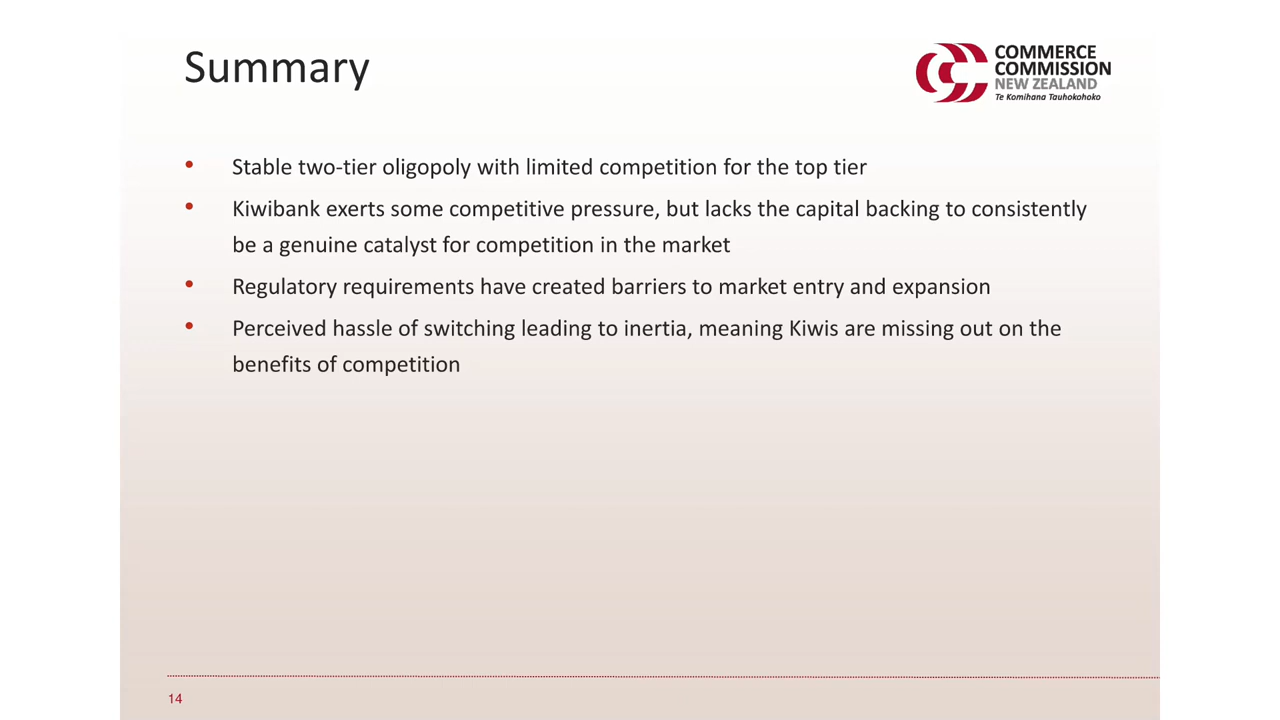 Summary
COMMERCE
COMMISSION
NEW ZEALAND
Te Komihana Tauhokohoko
• Stable two-tier oligopoly with limited competition for the top tier
• Kiwibank exerts some competitive pressure, but lacks the capital backing to consistently
be a genuine catalyst for competition in the market
• Regulatory requirements have created barriers to market entry and expansion
• Perceived hassle of switching leading to inertia, meaning Kiwis are missing out on the
benefits of competition
14